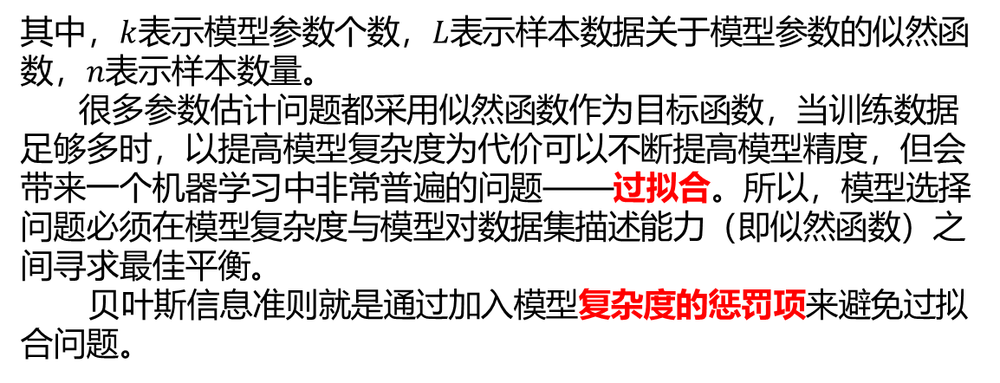 其中，k表示模型参数个数，L表示样本数据关于模型参数的似然函
数，n表示样本数量。
很多参数估计问题都采用似然函数作为目标函数，当训练数据
足够多时，以提高模型复杂度为代价可以不断提高模型精度，但会
带来一个机器学习中非常普遍的问题——过拟合。所以，模型选择
问题必须在模型复杂度与模型对数据集描述能力（即似然函数）之
间寻求最佳平衡。
贝叶斯信息准则就是通过加入模型复杂度的惩罚项来避免过拟
合问题。